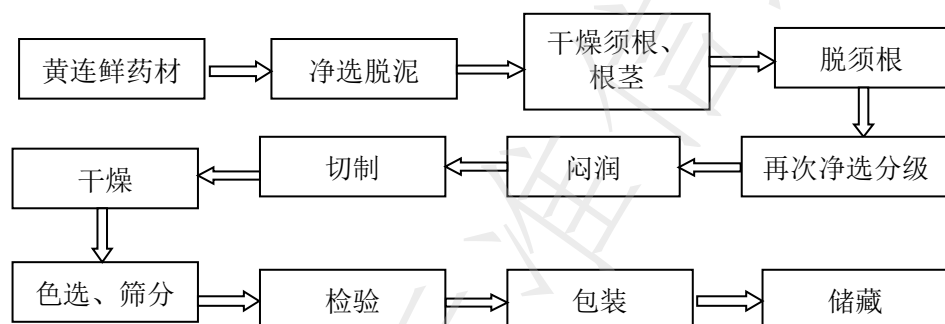 黄连鲜药材
净选脱泥
干燥须根、
根茎
脱须根
再次净选分级
闷润
切制
干燥
色选、筛分
检验
包装
储藏